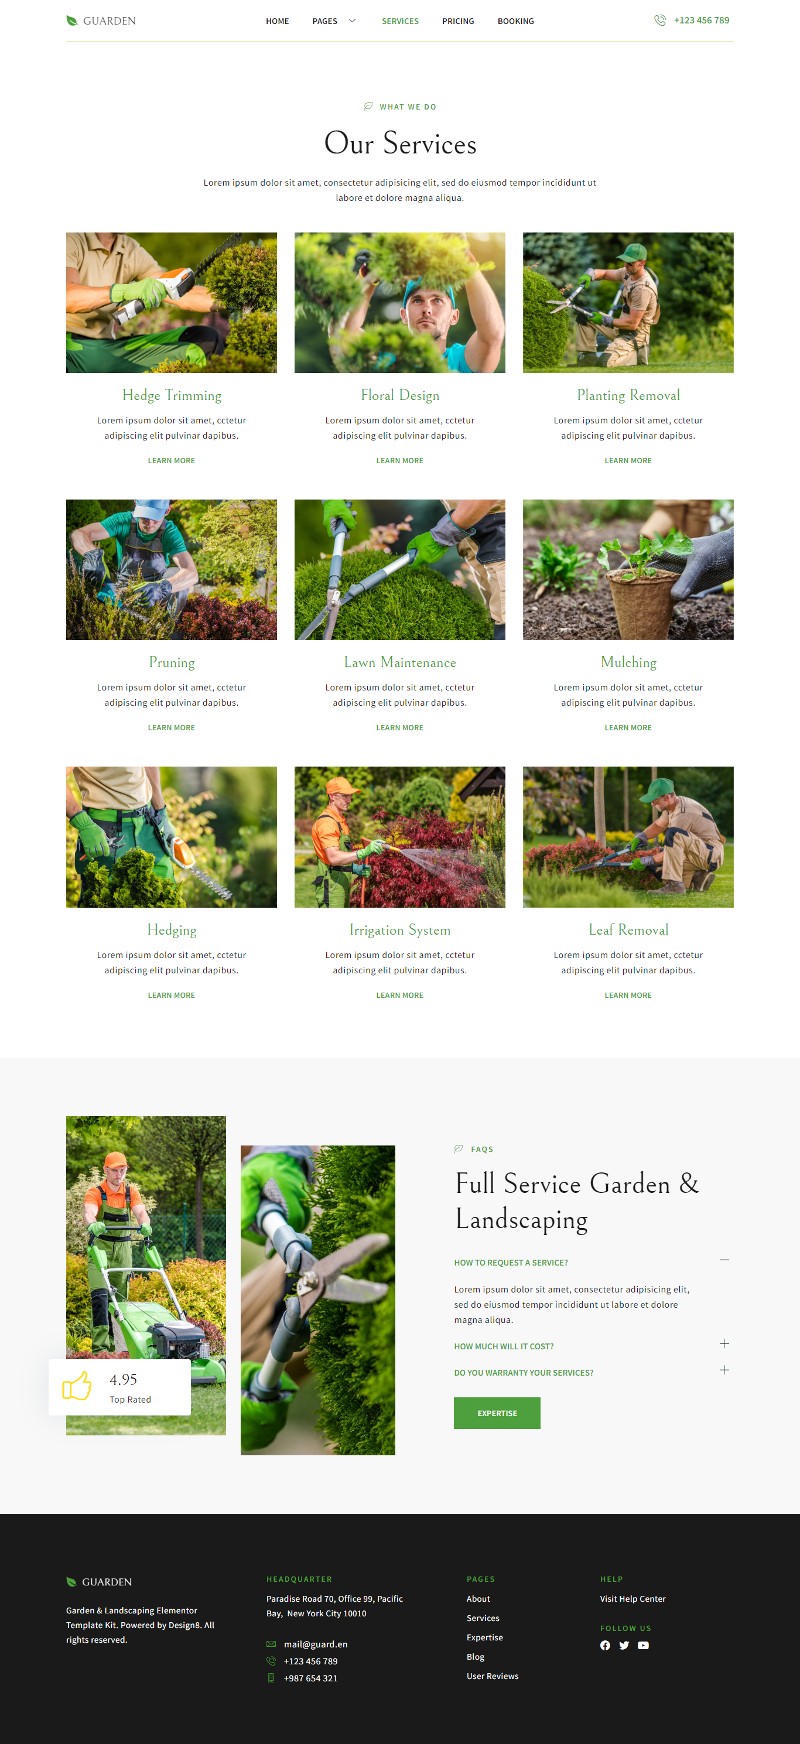 GUARDEN
HOME PAGES SERVICES PRICING BOOKING
+123 456 789
WHAT WE DO
Our Services
Lorem ipsum dolor sit amet, consectetur adipisicing elit, sed do eiusmod tempor incididunt ut
labore et dolore magna aliqua.
Hedge Trimming
Lorem ipsum dolor sit amet, cctetur
adipiscing elit pulvinar dapibus.
LEARN MORE
Floral Design
Lorem ipsum dolor sit amet, cctetur
adipiscing elit pulvinar dapibus.
LEARN MORE
Planting Removal
Lorem ipsum dolor sit amet, cctetur
adipiscing elit pulvinar dapibus.
LEARN MORE
Pruning
Lorem ipsum dolor sit amet, cctetur
adipiscing elit pulvinar dapibus.
LEARN MORE
Lawn Maintenance
Lorem ipsum dolor sit amet, cctetur
adipiscing elit pulvinar dapibus.
LEARN MORE
Mulching
Lorem ipsum dolor sit amet, cctetur
adipiscing elit pulvinar dapibus.
LEARN MORE
Hedging
Lorem ipsum dolor sit amet, cctetur
adipiscing elit pulvinar dapibus.
LEARN MORE
Irrigation System
Lorem ipsum dolor sit amet, cctetur
adipiscing elit pulvinar dapibus.
LEARN MORE
Leaf Removal
Lorem ipsum dolor sit amet, cctetur
adipiscing elit pulvinar dapibus.
LEARN MORE
4.95
Top Rated
FAQS
Full Service Garden &
Landscaping
HOW TO REQUEST A SERVICE?
Lorem ipsum dolor sit amet, consectetur adipisicing elit,
sed do eiusmod tempor incididunt ut labore et dolore
magna aliqua.
HOW MUCH WILL IT COST?
DO YOU WARRANTY YOUR SERVICES?
EXPERTISE
GUARDEN
Garden & Landscaping Elementor
Template Kit. Powered by Design8. All
rights reserved.
HEADQUARTER
Paradise Road 70, Office 99, Pacific
Bay, New York City 10010
mail@guard.en
+123 456 789
+987 654 321
PAGES
About
Services
Expertise
Blog
User Reviews
HELP
Visit Help Center
FOLLOW US